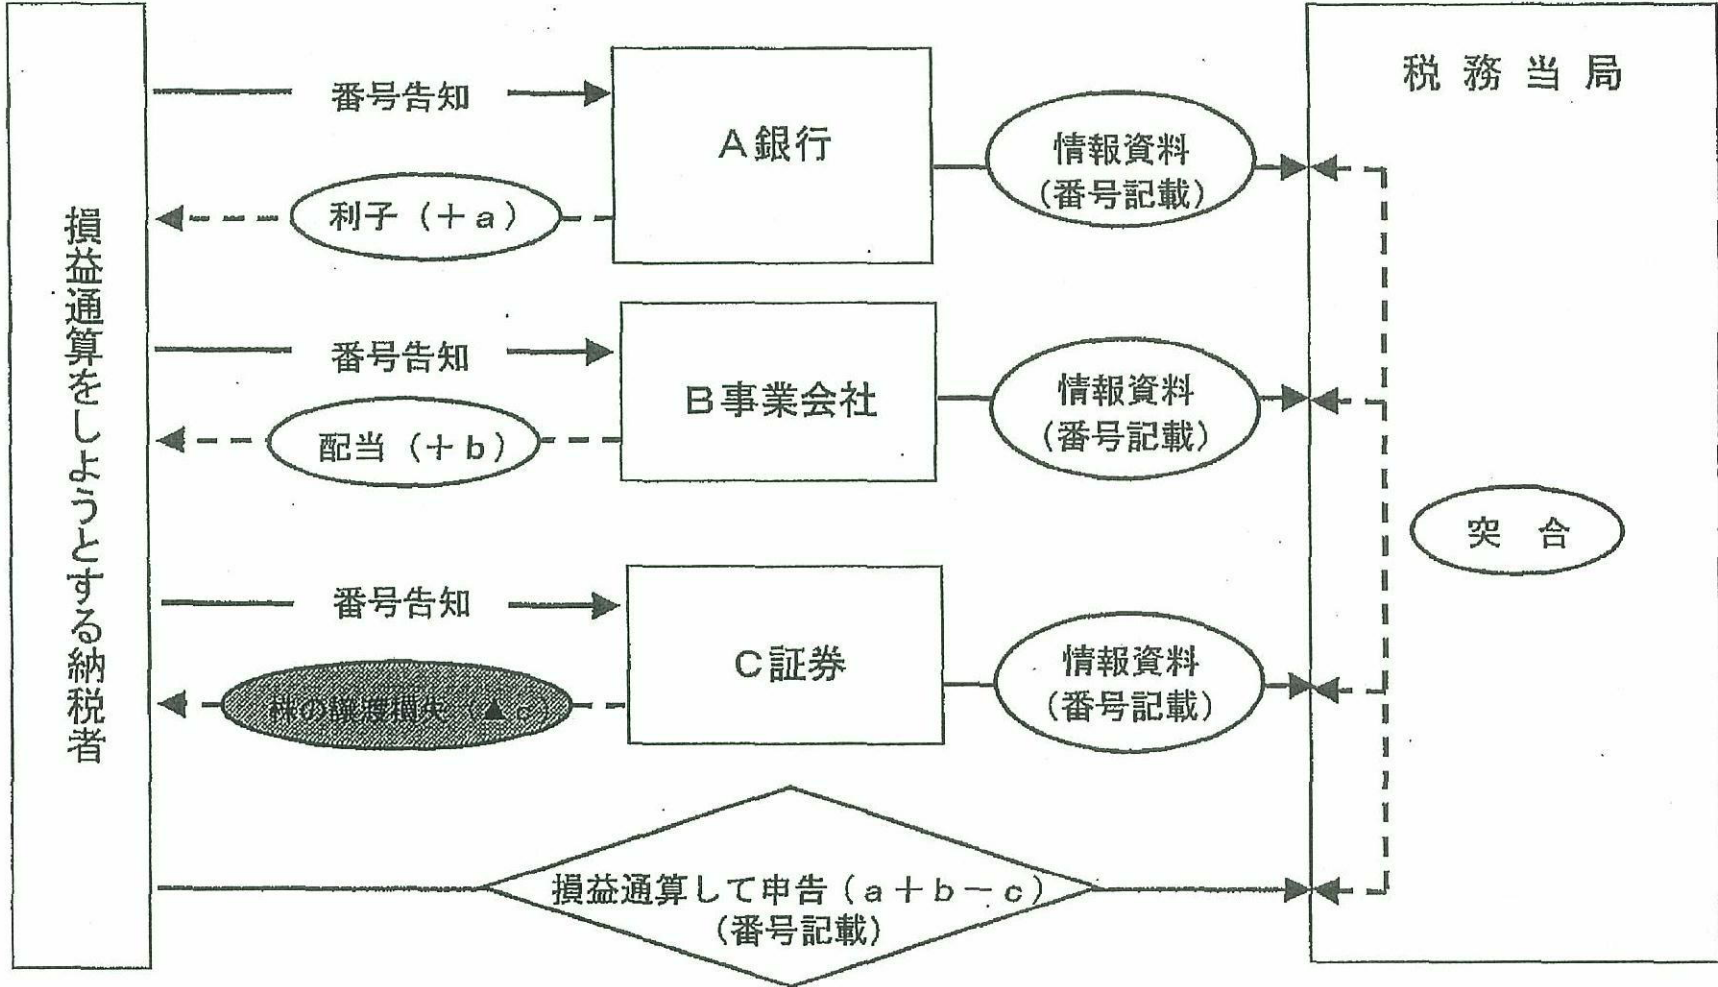 損益通算をしようとする納税者
番号告知
利子（＋ａ）
Ａ銀行
情報資料
（番号記載）
番号告知
配当（＋ｂ）
Ｂ事業会社
情報資料
（番号記載）
番号告知
株の譲渡損失（▲ｃ）
Ｃ証券
情報資料
（番号記載）
損益通算して申告（ａ＋ｂ－ｃ）
（番号記載）
税務当局
突合